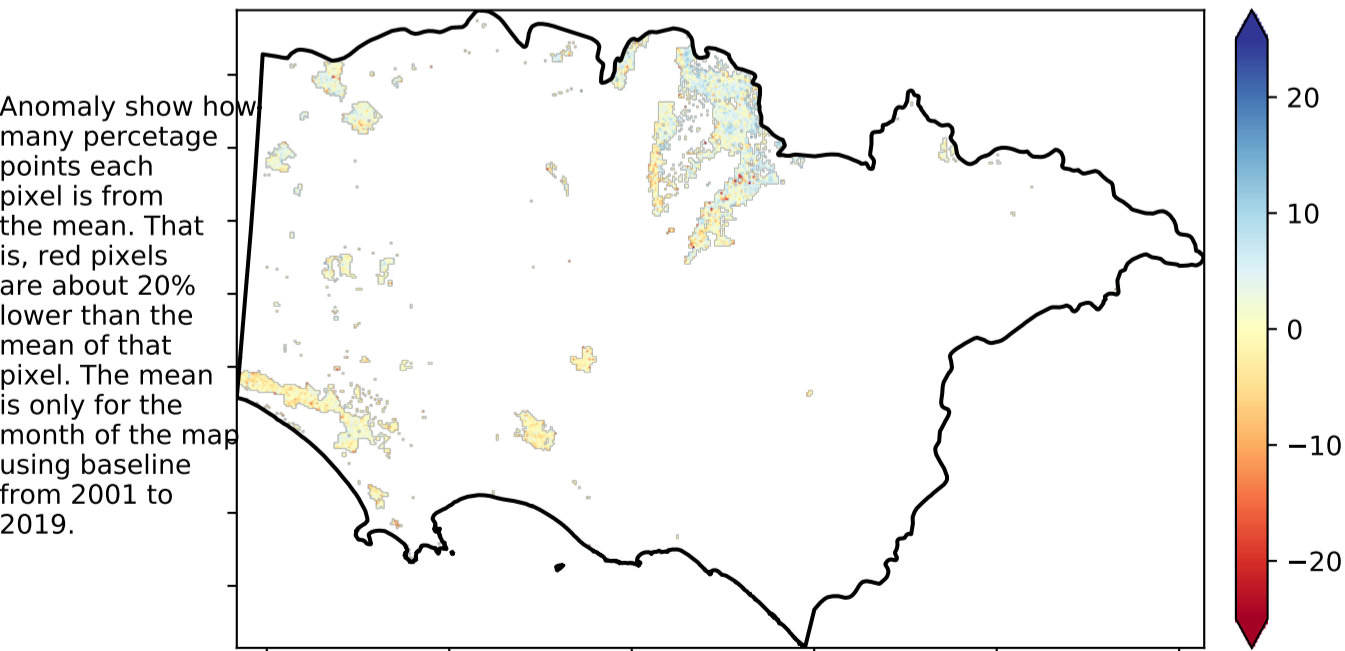 Anomaly show how
many percetage
points each
pixel is from
the mean. That
is, red pixels
are about 20%
lower than the
mean of that
pixel. The mean
is only for the
month of the map
using baseline
from 2001 to
2019.
20
10
0
−10
−20